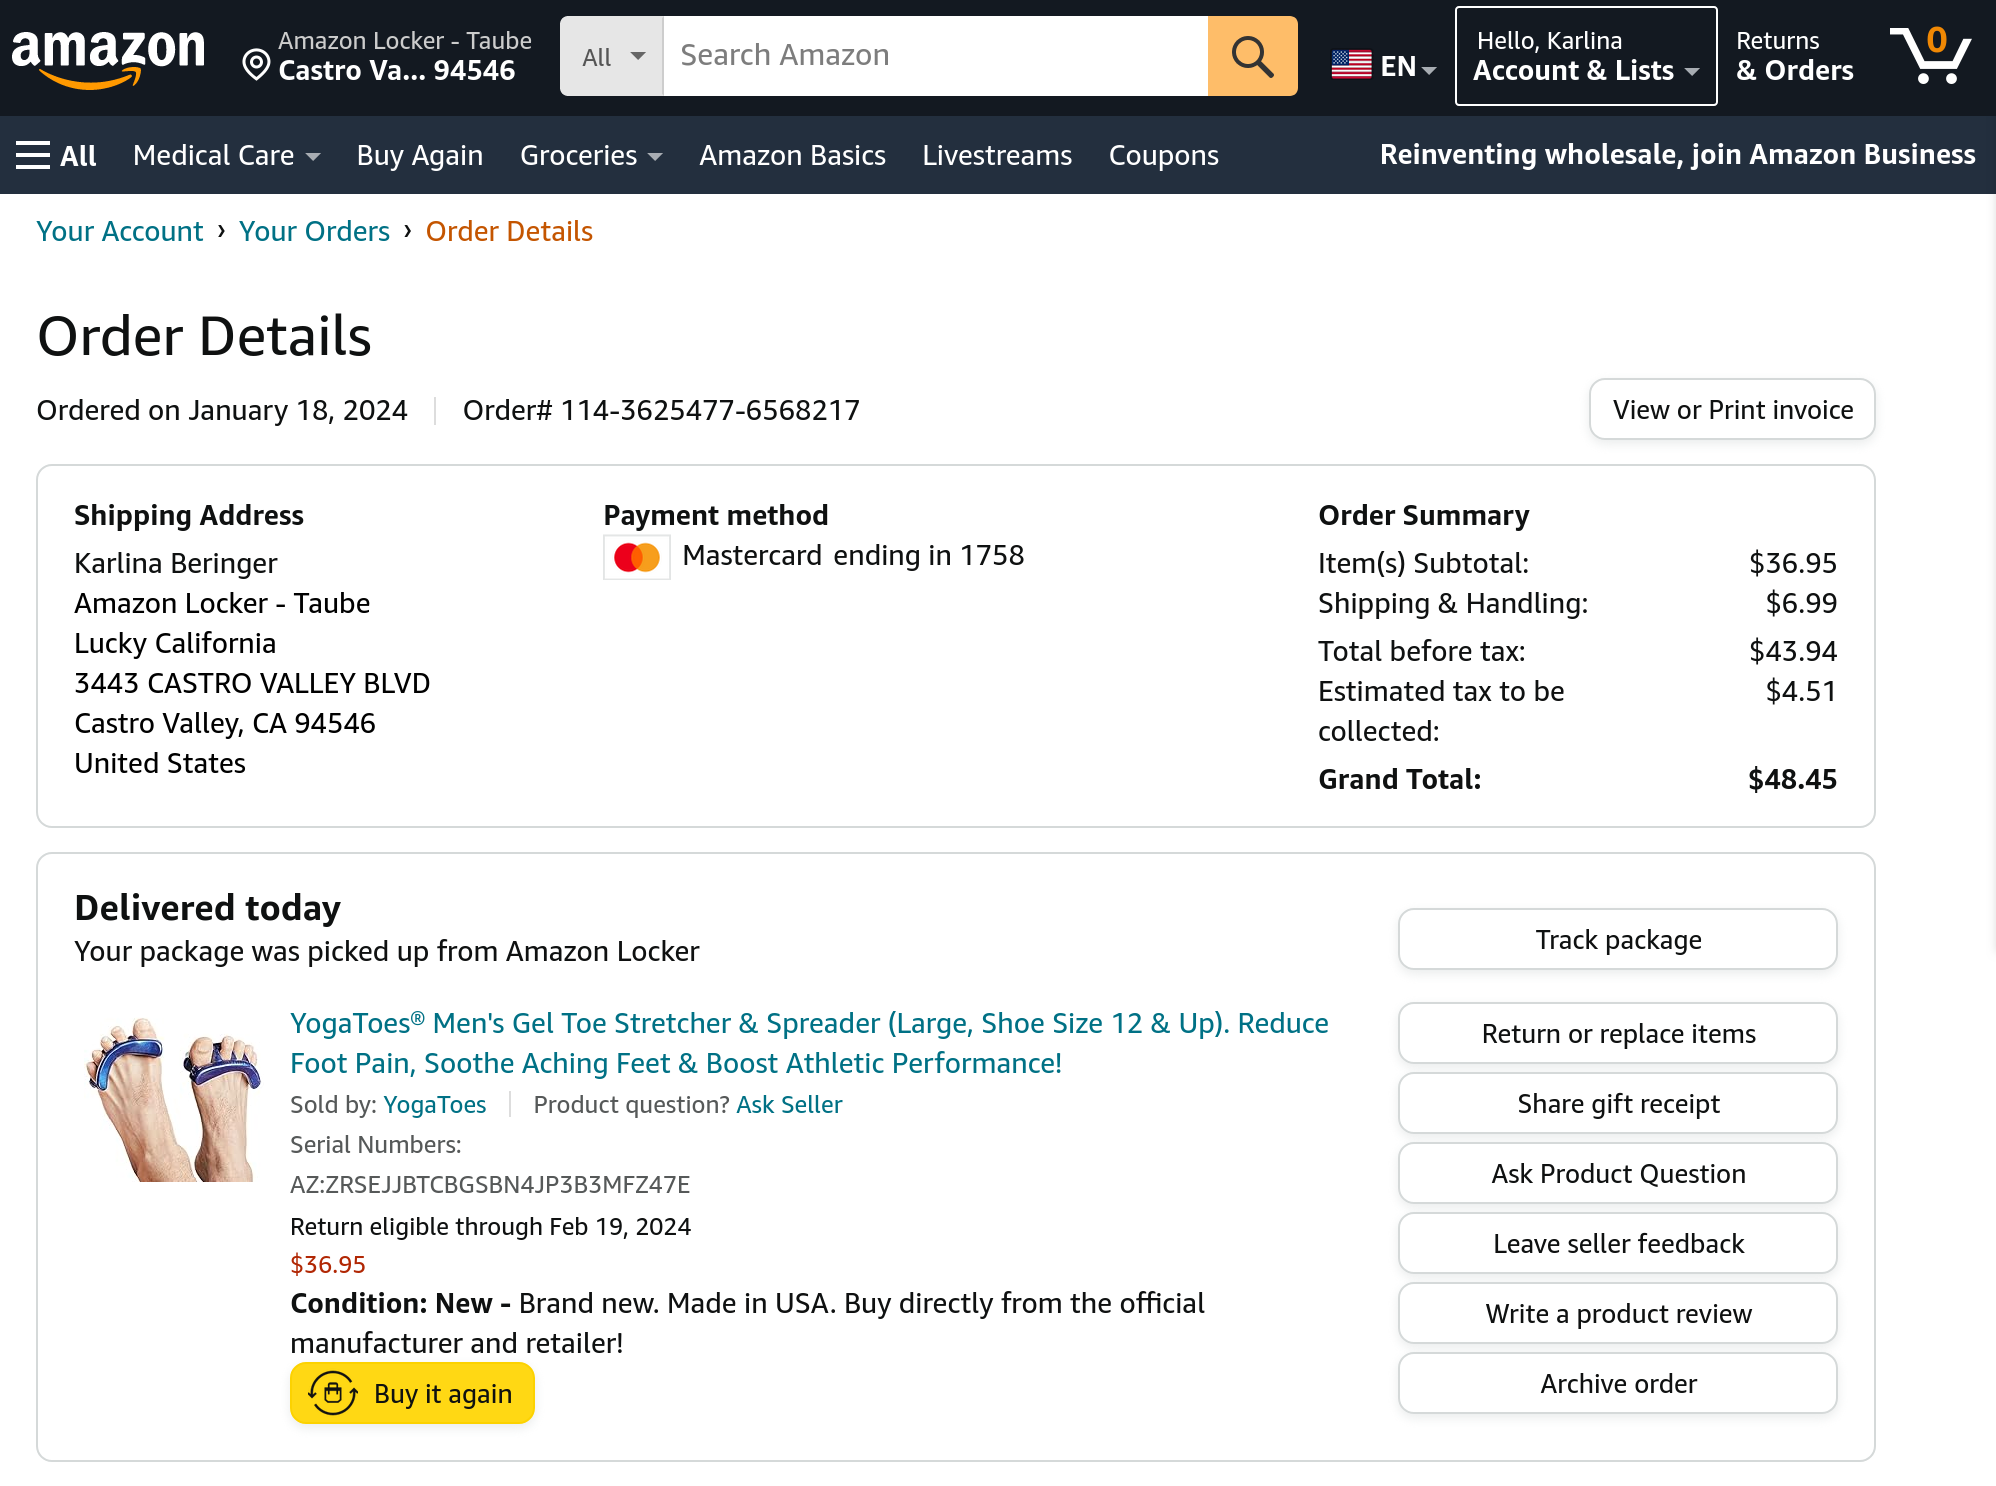 amazon
Amazon Locker - Taube
Castro Va... 94546
All
Search Amazon
EN
Hello, Karlina
Account & Lists
Returns
& Orders
0
All
Medical Care
Buy Again
Groceries
Amazon Basics
Livestreams
Coupons
Reinventing wholesale, join Amazon Business
Your Account › Your Orders › Order Details
Order Details
Ordered on January 18, 2024
Order# 114-3625477-6568217
View or Print invoice
Shipping Address
Karlina Beringer
Amazon Locker - Taube
Lucky California
3443 CASTRO VALLEY BLVD
Castro Valley, CA 94546
United States
Payment method
Mastercard ending in 1758
Order Summary
Item(s) Subtotal: $36.95
Shipping & Handling: $6.99
Total before tax: $43.94
Estimated tax to be $4.51
collected:
Grand Total: $48.45
Delivered today
Your package was picked up from Amazon Locker
YogaToes® Men's Gel Toe Stretcher & Spreader (Large, Shoe Size 12 & Up). Reduce
Foot Pain, Soothe Aching Feet & Boost Athletic Performance!
Sold by: YogaToes
Product question? Ask Seller
Serial Numbers:
AZ:ZRSEJJBTCBGSBN4JP3B3MFZ47E
Return eligible through Feb 19, 2024
$36.95
Condition: New - Brand new. Made in USA. Buy directly from the official
manufacturer and retailer!
Buy it again
Track package
Return or replace items
Share gift receipt
Ask Product Question
Leave seller feedback
Write a product review
Archive order